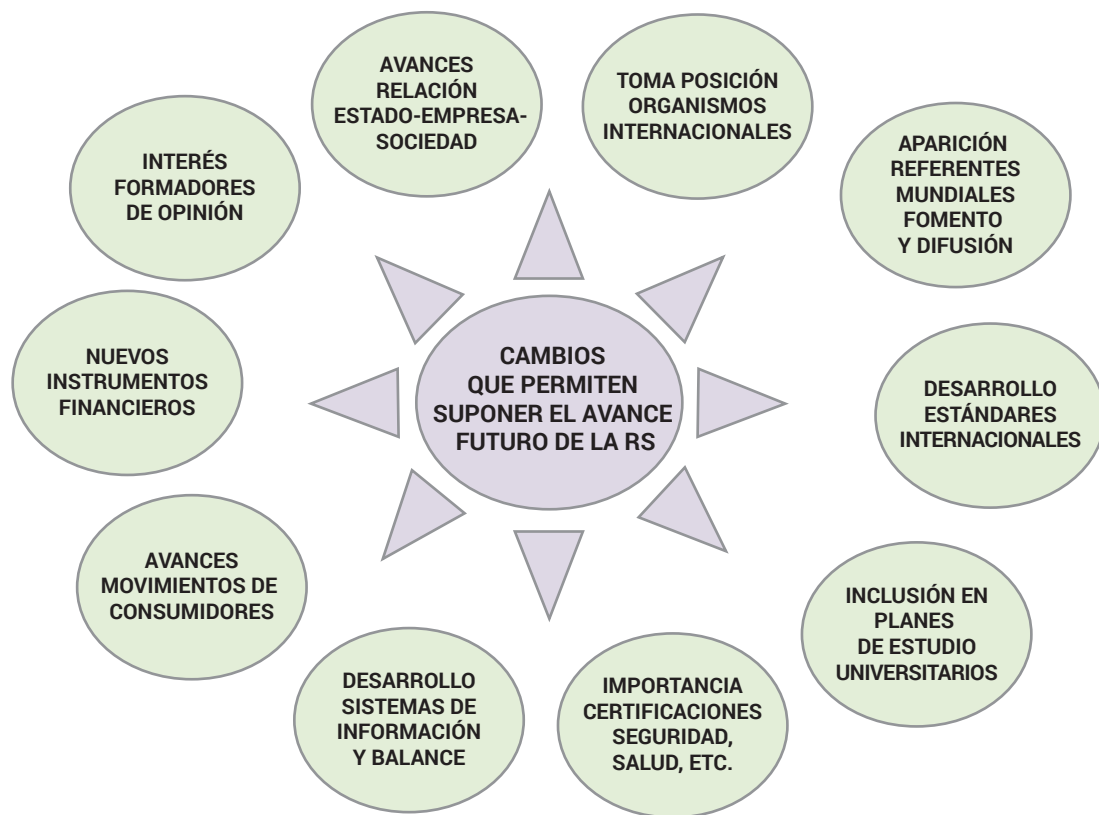 AVANCES
RELACIÓN
ESTADO-EMPRESA-
SOCIEDAD
TOMA POSICIÓN
ORGANISMOS
INTERNACIONALES
APARICIÓN
REFERENTES
MUNDIALES
FOMENTO
Y DIFUSIÓN
DESARROLLO
ESTÁNDARES
INTERNACIONALES
INCLUSIÓN EN
PLANES
DE ESTUDIO
UNIVERSITARIOS
IMPORTANCIA
CERTIFICACIONES
SEGURIDAD,
SALUD, ETC.
DESARROLLO
SISTEMAS DE
INFORMACIÓN
Y BALANCE
AVANCES
MOVIMIENTOS DE
CONSUMIDORES
NUEVOS
INSTRUMENTOS
FINANCIEROS
INTERÉS
FORMADORES
DE OPINIÓN
CAMBIOS
QUE PERMITEN
SUPONER EL AVANCE
FUTURO DE LA RS